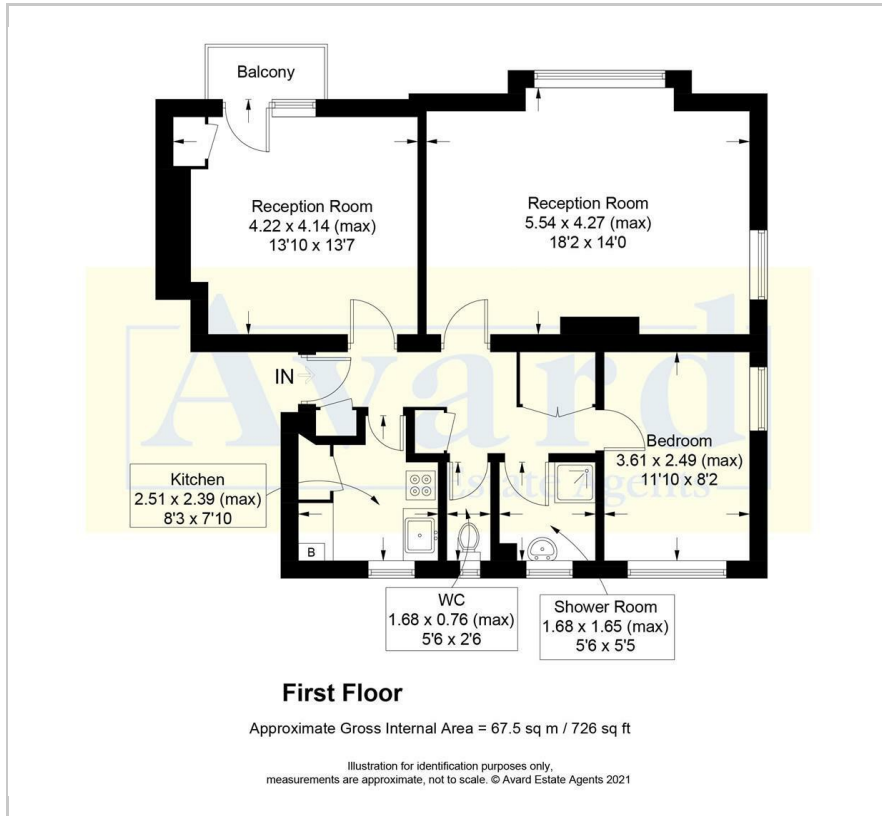 Balcony
Reception Room
4.22 x 4.14 (max)
13'10 x 13'7
Reception Room
5.54 x 4.27 (max)
18'2 x 14'0
IN
Avard
Estate Agents
Kitchen
2.51 x 2.39 (max)
8'3 x 7'10
Bedroom
3.61 x 2.49 (max)
11'10 x 8'2
B
WC
1.68 x 0.76 (max)
5'6 x 2'6
Shower Room
1.68 x 1.65 (max)
5'6 x 5'5
First Floor
Approximate Gross Internal Area = 67.5 sq m / 726 sq ft
Illustration for identification purposes only,
measurements are approximate, not to scale. © Avard Estate Agents 2021